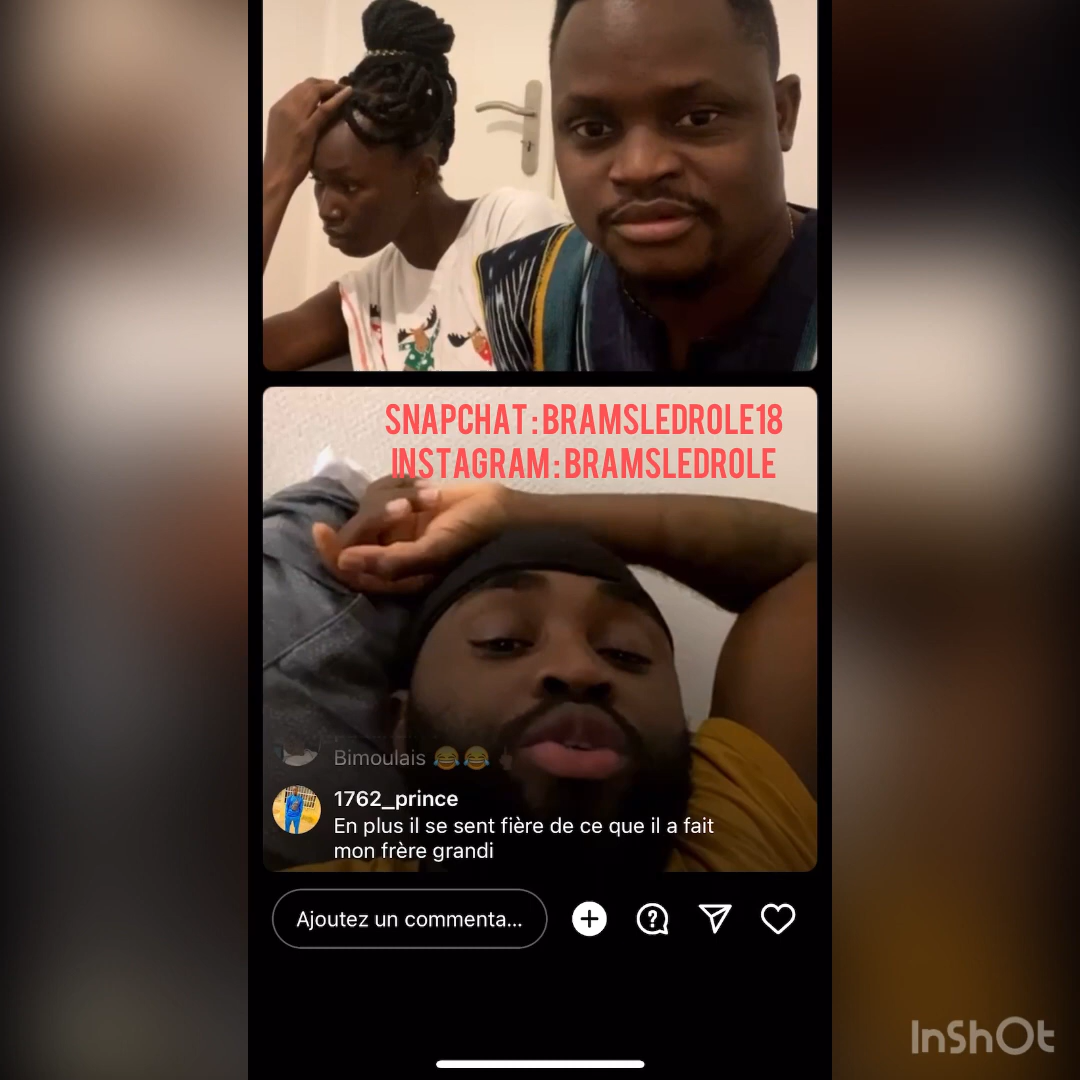 SNAPCHAT : BRAMSLEDROLE18
INSTAGRAM : BRAMSLEDROLE
Bimoulais 😂😂
1762_prince
En plus il se sent fière de ce que il a fait
mon frère grandi
Ajoutez un commenta...
InShOt